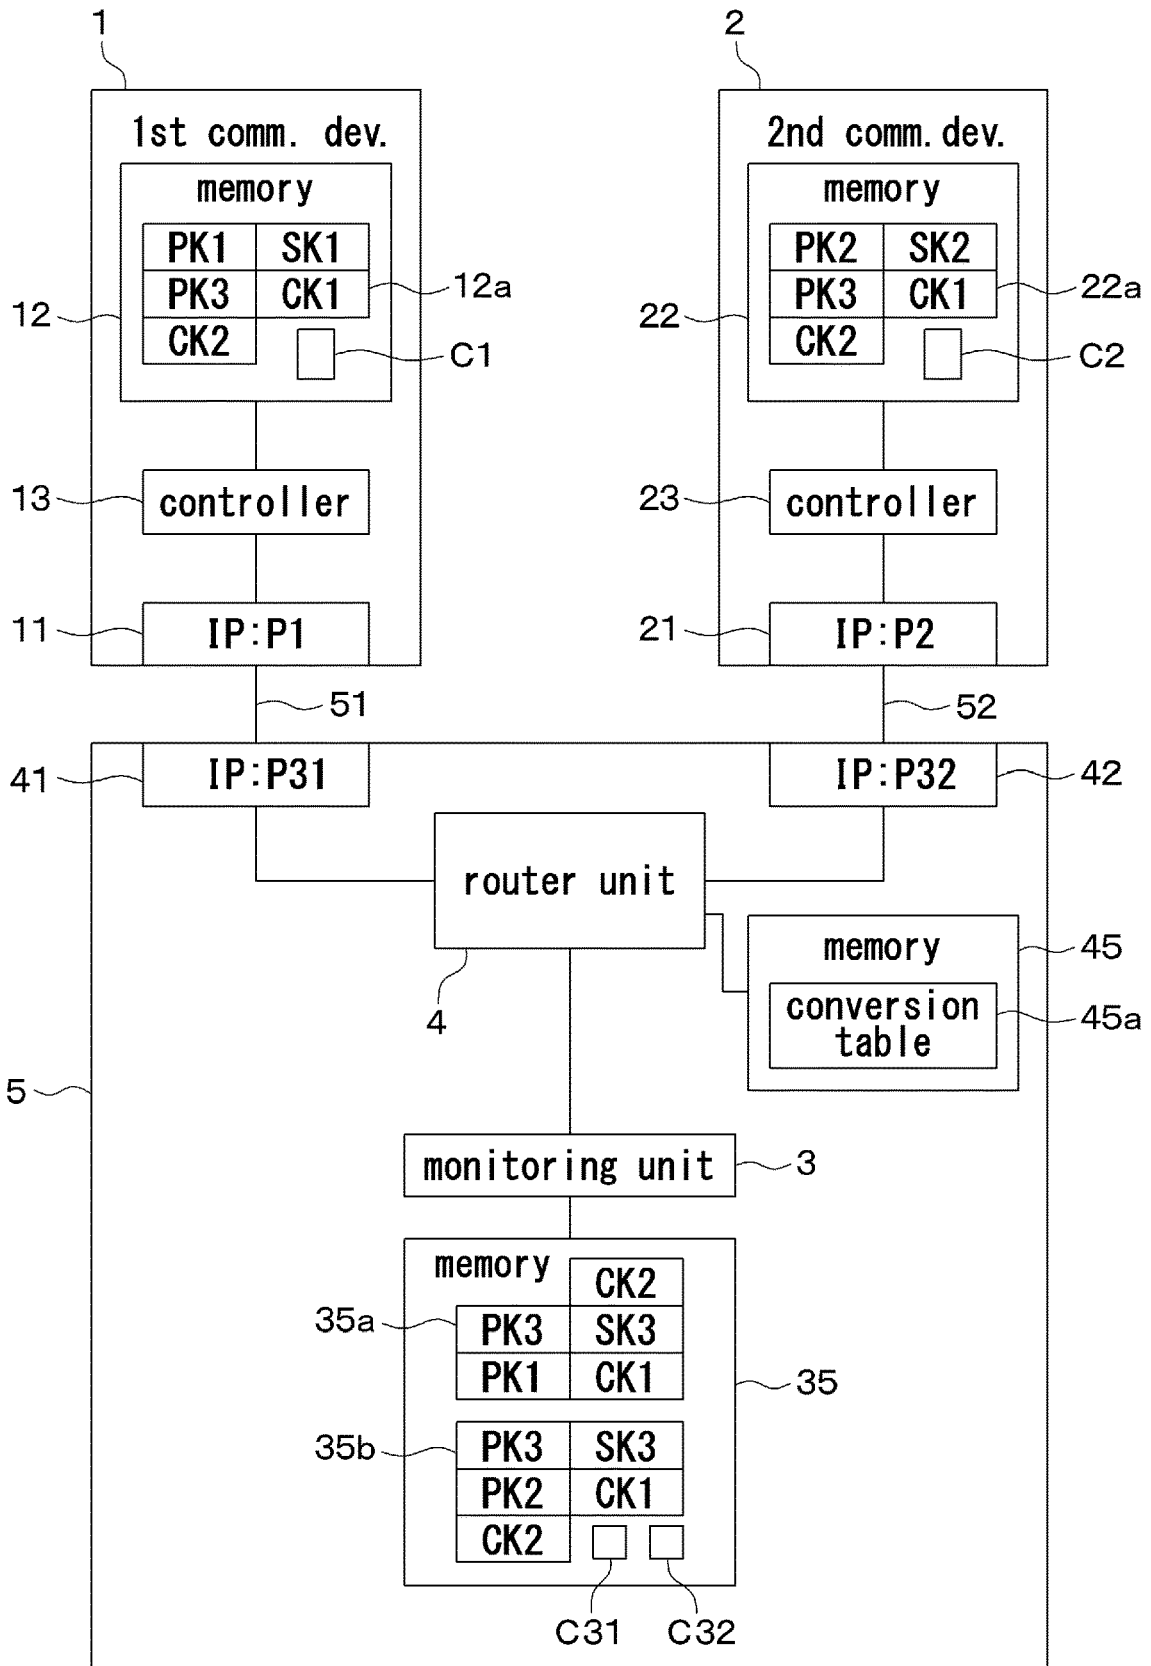 1
2
1st comm. dev.
2nd comm.dev.
memory
memory
PK1 SK1
PK2 SK2
PK3 CK1
12a
PK3 CK1
22a
12
22
CK2
C1
CK2
C2
13
controller
23
controller
11
IP:P1
21
IP:P2
51
52
41
IP:P31
IP:P32
42
router unit
4
memory
45
conversion
table
45a
5
monitoring unit
3
memory
CK2
35a
PK3 SK3
PK1 CK1
35
35b
PK3 SK3
PK2 CK1
CK2
C31
C32